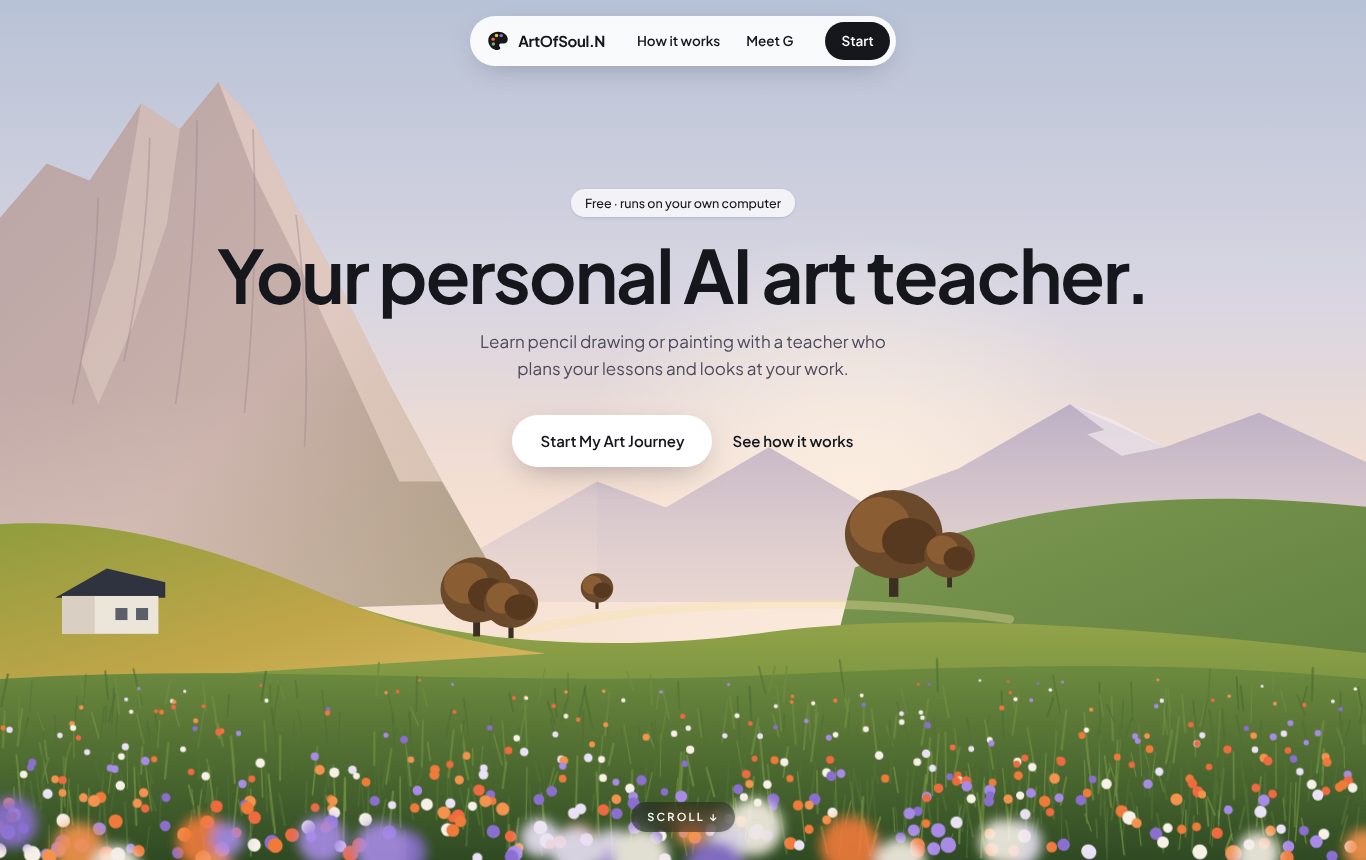 ArtOfSoul.N
How it works
Meet G
Start
Free · runs on your own computer
Your personal AI art teacher.
Learn pencil drawing or painting with a teacher who
plans your lessons and looks at your work.
Start My Art Journey
See how it works
SCROLL ↓